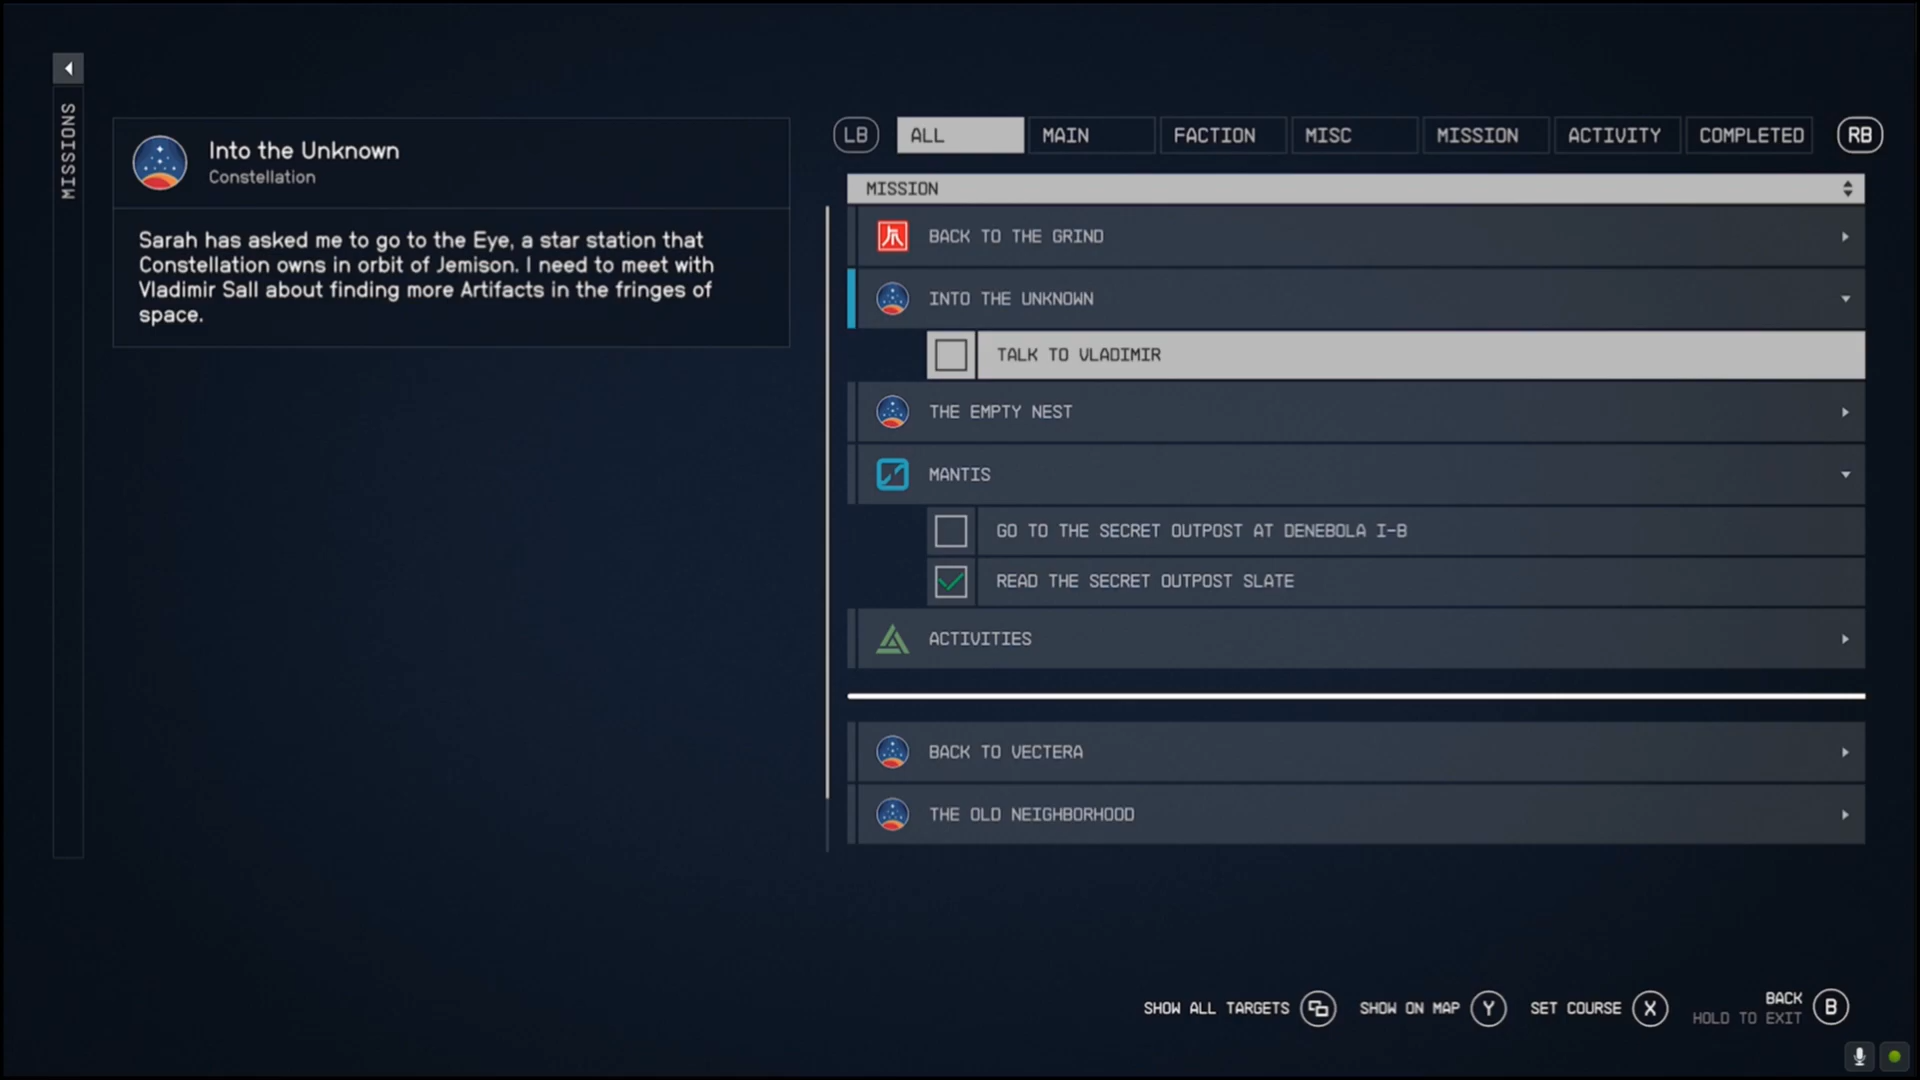 MISSIONS
Into the Unknown
Constellation
Sarah has asked me to go to the Eye, a star station that
Constellation owns in orbit of Jemison. I need to meet with
Vladimir Sall about finding more Artifacts in the fringes of
space.
LB ALL MAIN FACTION MISC MISSION ACTIVITY COMPLETED RB
MISSION
BACK TO THE GRIND
INTO THE UNKNOWN
TALK TO VLADIMIR
THE EMPTY NEST
MANTIS
GO TO THE SECRET OUTPOST AT DENEBOLA I-B
READ THE SECRET OUTPOST SLATE
ACTIVITIES
BACK TO VECTERA
THE OLD NEIGHBORHOOD
SHOW ALL TARGETS SHOW ON MAP Y SET COURSE X BACK B
HOLD TO EXIT